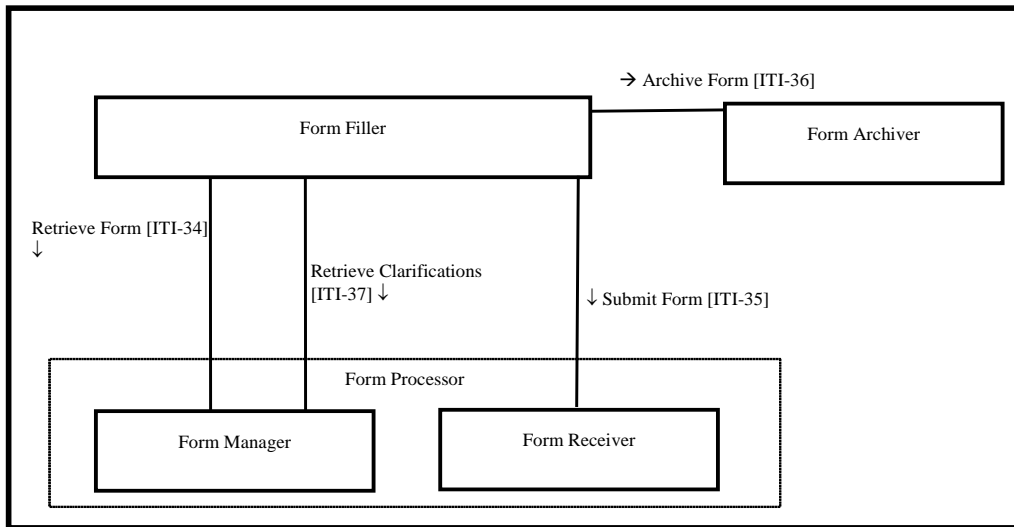 → Archive Form [ITI-36]
Form Filler
Form Archiver
Retrieve Form [ITI-34]
↓
Retrieve Clarifications
[ITI-37] ↓
↓ Submit Form [ITI-35]
Form Processor
Form Manager
Form Receiver